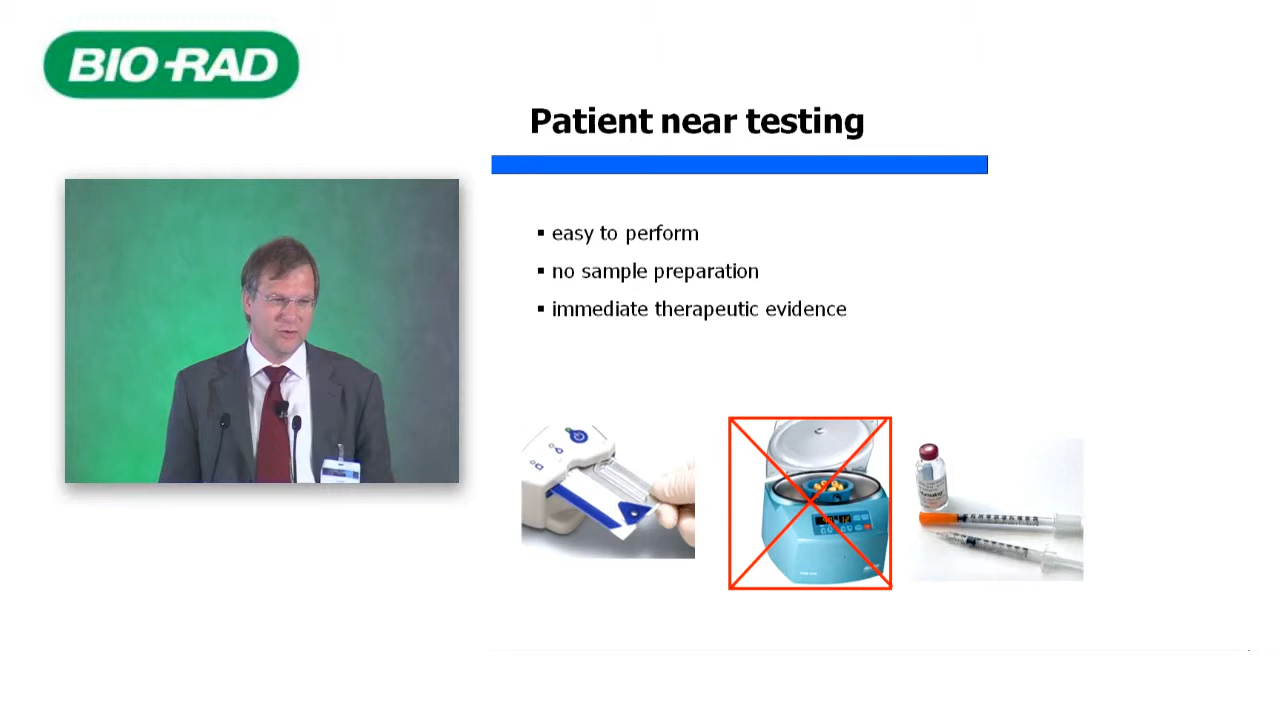 BIO-RAD
Patient near testing
▪ easy to perform
▪ no sample preparation
▪ immediate therapeutic evidence